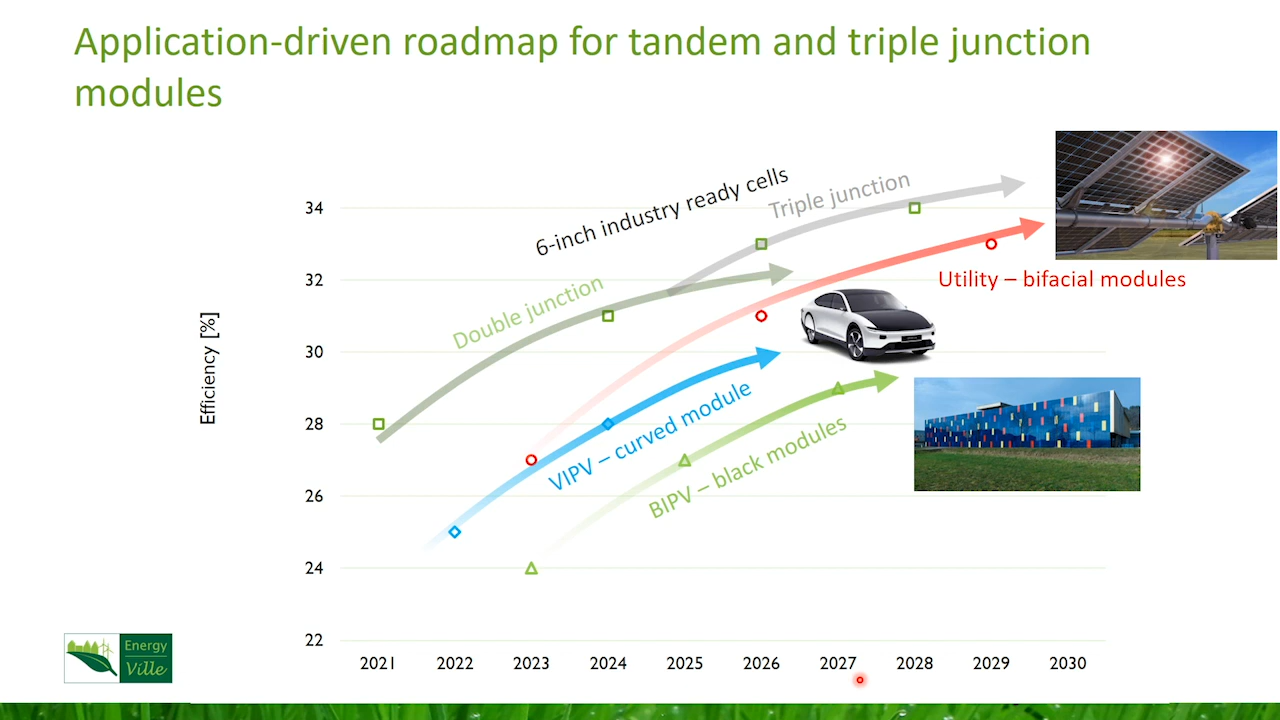 Application-driven roadmap for tandem and triple junction
modules
6-inch industry ready cells
Triple junction
Double junction
Utility – bifacial modules
VIPV – curved module
BIPV – black modules
Efficiency [%]
34
32
30
28
26
24
22
2021 2022 2023 2024 2025 2026 2027 2028 2029 2030
Energy
Ville